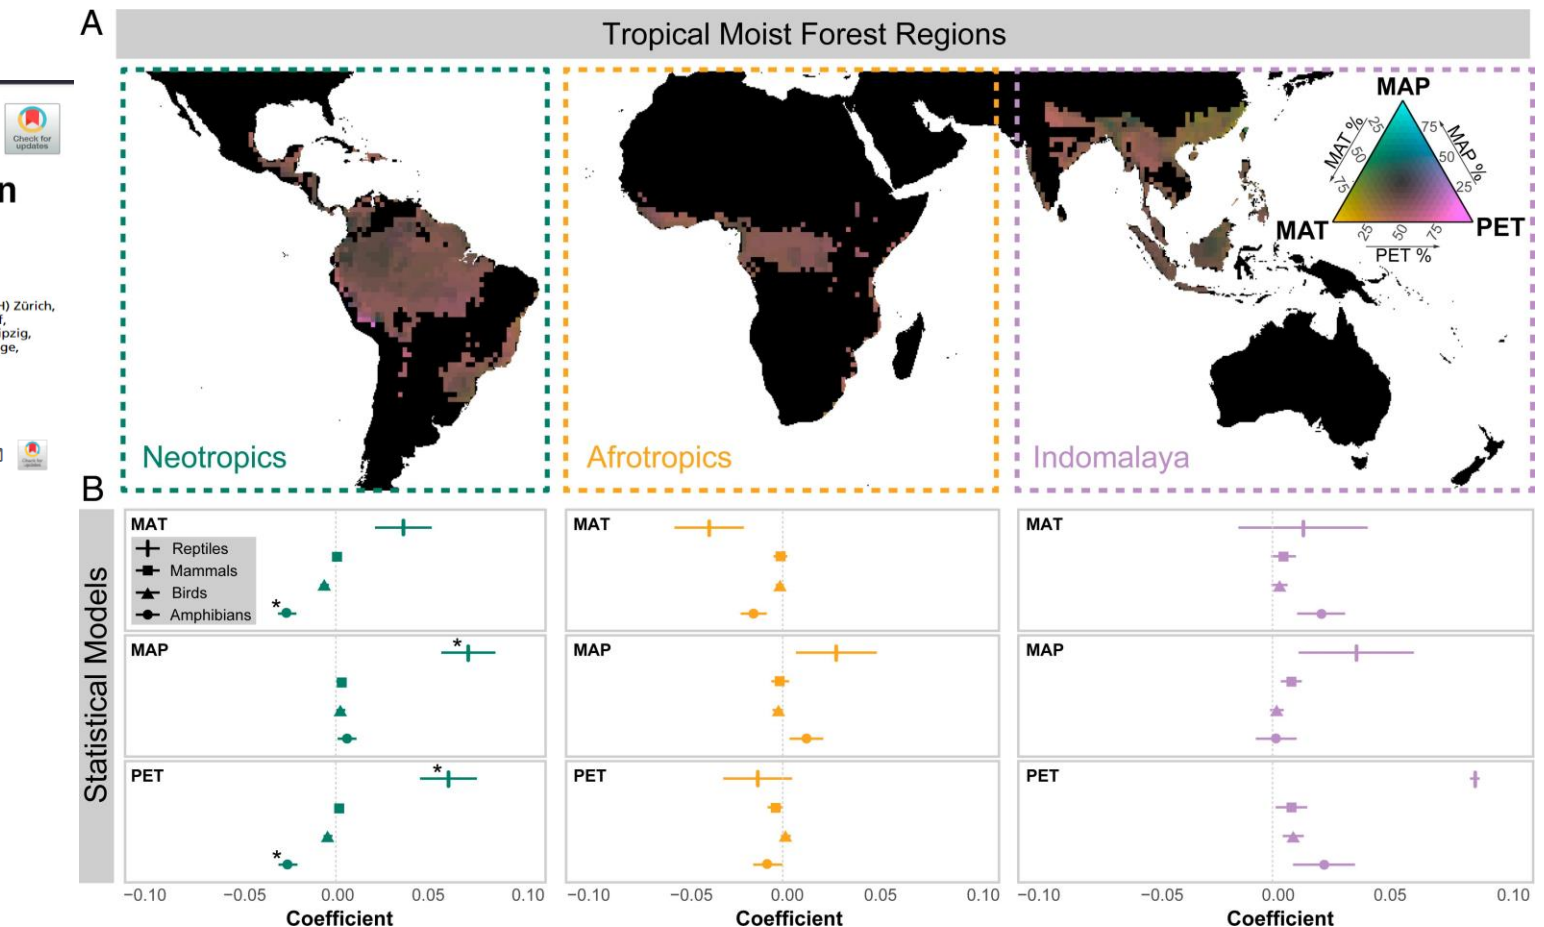 Check for
updates
n
H) Zürich,
f,
ipzig,
ge,
A
Tropical Moist Forest Regions
Neotropics
Afrotropics
Indomalaya
MAP
MAT %
25
50
75
MAP %
75
50
25
MAT
PET
25
50
75
PET %
B
Statistical Models
MAT
Reptiles
Mammals
Birds
Amphibians
*
MAP
*
PET
*
*
−0.10 −0.05 0.00 0.05 0.10
Coefficient
MAT
MAP
PET
−0.10 −0.05 0.00 0.05 0.10
Coefficient
MAT
MAP
PET
−0.10 −0.05 0.00 0.05 0.10
Coefficient